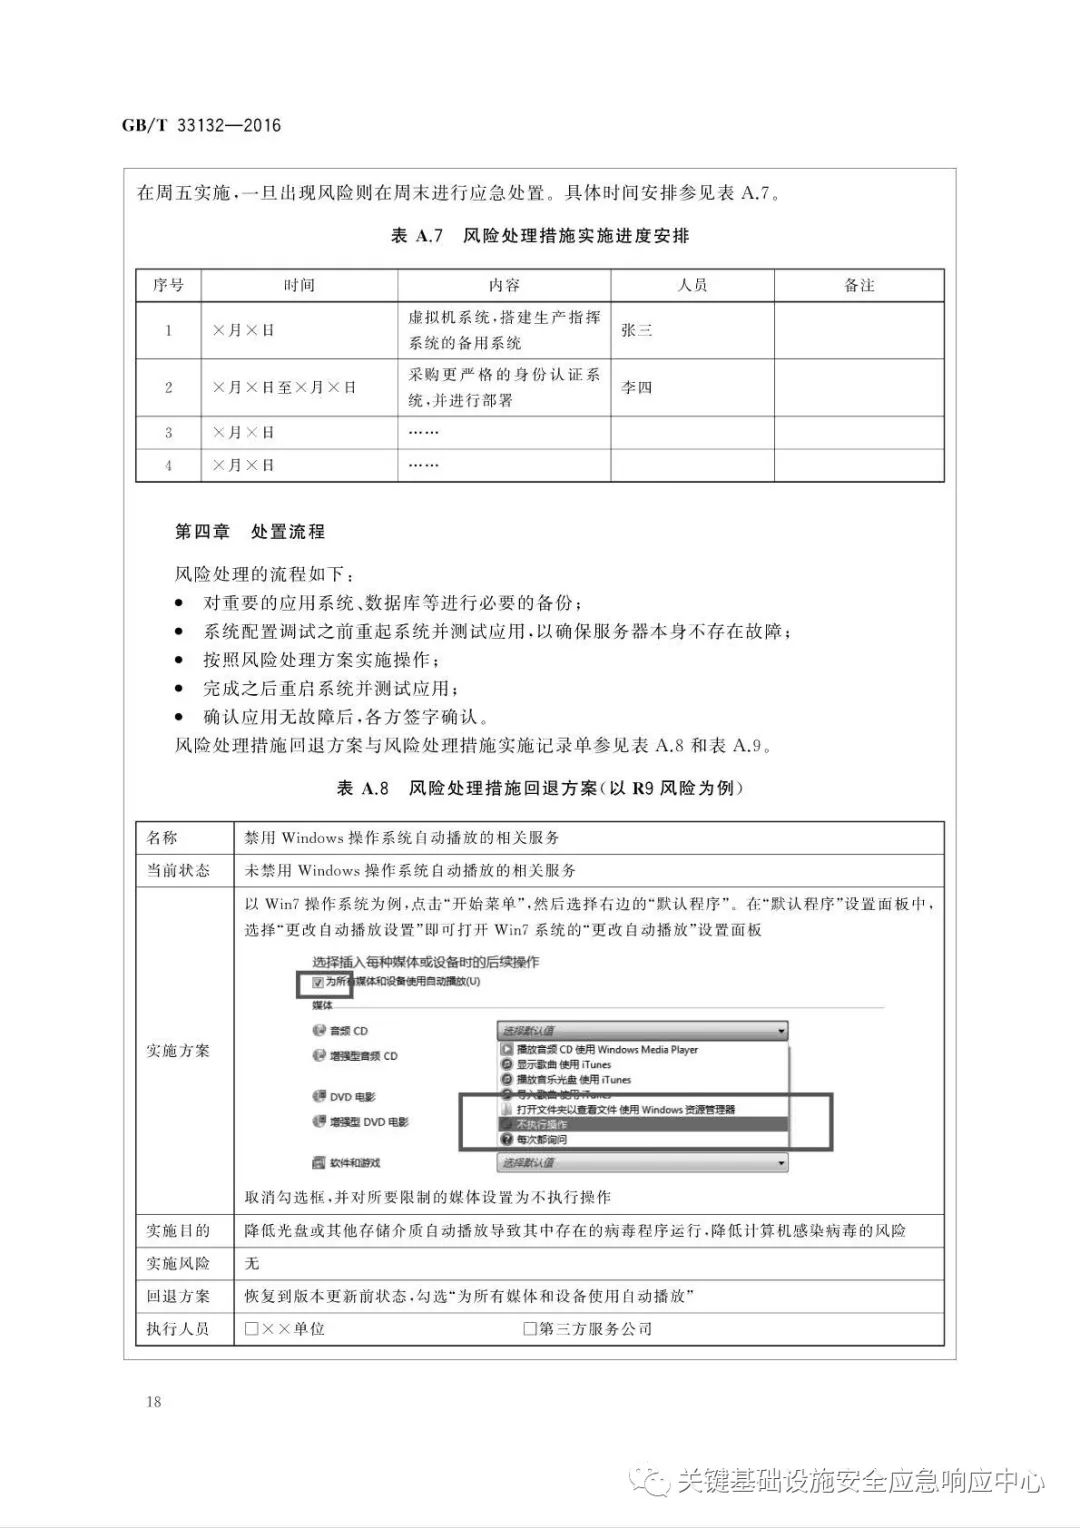 GB/T 33132—2016
在周五实施,一旦出现风险则在周末进行应急处置。具体时间安排参见表 A.7。
表 A.7 风险处理措施实施进度安排
序号 时间 内容 人员 备注
1 ×月×日 虚拟机系统,搭建生产指挥 张三
系统的备用系统
2 ×月×日至×月×日 采购更严格的身份认证系 李四
统,并进行部署
3 ×月×日 ……
4 ×月×日 ……
第四章 处置流程
风险处理的流程如下:
● 对重要的应用系统、数据库等进行必要的备份;
● 系统配置调试之前重起系统并测试应用,以确保服务器本身不存在故障;
● 按照风险处理方案实施操作;
● 完成之后重启系统并测试应用;
● 确认应用无故障后,各方签字确认。
风险处理措施回退方案与风险处理措施实施记录单参见表 A.8 和表 A.9。
表 A.8 风险处理措施回退方案(以 R9 风险为例)
名称 禁用 Windows 操作系统自动播放的相关服务
当前状态 未禁用 Windows 操作系统自动播放的相关服务
实施方案
以 Win7 操作系统为例,点击“开始菜单”,然后选择右边的“默认程序”。在“默认程序”设置面板中,
选择“更改自动播放设置”即可打开 Win7 系统的“更改自动播放”设置面板
选择插入每种媒体或设备时的后续操作
为所有媒体和设备使用自动播放(U)
媒体
音频 CD 选择默认值
播放音频 CD 使用 Windows Media Player
增强型音频 CD
显示歌曲 使用 iTunes
播放音乐光盘 使用 iTunes
DVD 电影 导入歌曲 使用 iTunes
打开文件夹以查看文件 使用 Windows 资源管理器
增强型 DVD 电影 不执行操作
每次都询问
软件和游戏 选择默认值
取消勾选框,并对所要限制的媒体设置为不执行操作
实施目的 降低光盘或其他存储介质自动播放导致其中存在的病毒程序运行,降低计算机感染病毒的风险
实施风险 无
回退方案 恢复到版本更新前状态,勾选“为所有媒体和设备使用自动播放”
执行人员 □××单位 □第三方服务公司
18
关键基础设施安全应急响应中心